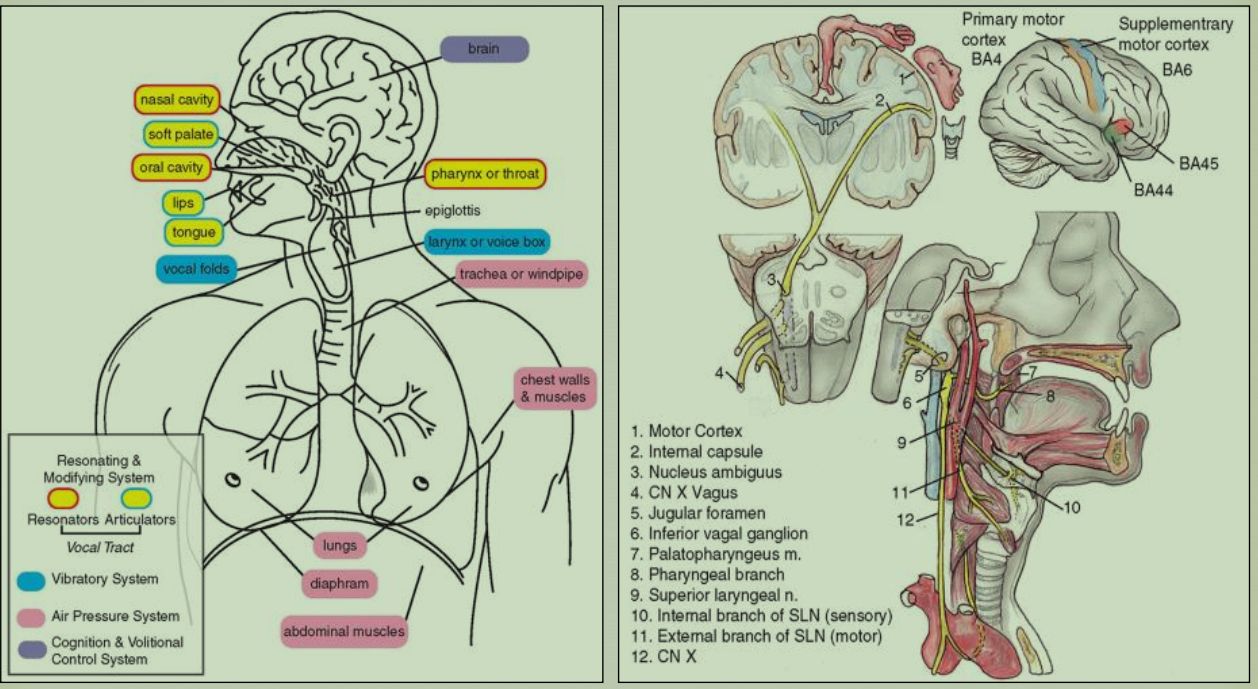 brain
nasal cavity
soft palate
oral cavity
pharynx or throat
lips
epiglottis
tongue
larynx or voice box
vocal folds
trachea or windpipe
chest walls
& muscles
Resonating &
Modifying System
Resonators Articulators
Vocal Tract
Vibratory System
Air Pressure System
Cognition & Volitional
Control System
lungs
diaphram
abdominal muscles
Primary motor
cortex
BA4
Supplementrary
motor cortex
BA6
BA45
BA44
1
2
3
4
5
6
7
8
9
10
11
12
1. Motor Cortex
2. Internal capsule
3. Nucleus ambiguus
4. CN X Vagus
5. Jugular foramen
6. Inferior vagal ganglion
7. Palatopharyngeus m.
8. Pharyngeal branch
9. Superior laryngeal n.
10. Internal branch of SLN (sensory)
11. External branch of SLN (motor)
12. CN X